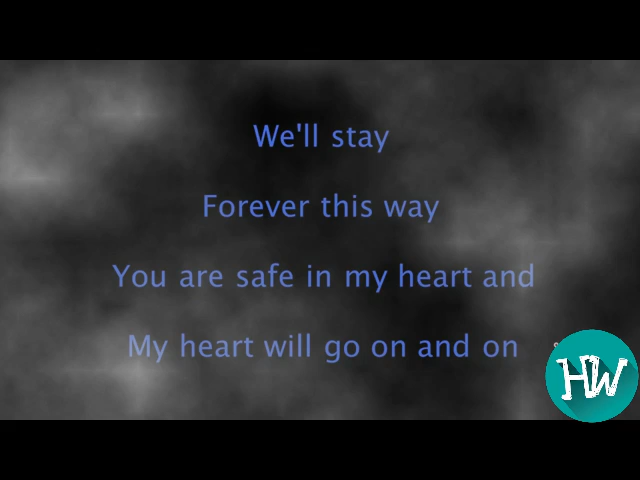 We'll stay
Forever this way
You are safe in my heart and
My heart will go on and on
HW